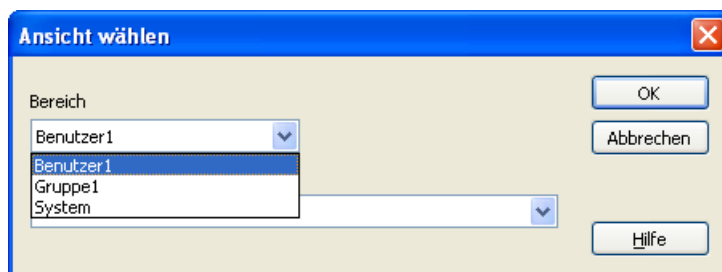 Ansicht wählen
Bereich
Benutzer1
Benutzer1
Gruppe1
System
OK
Abbrechen
Hilfe